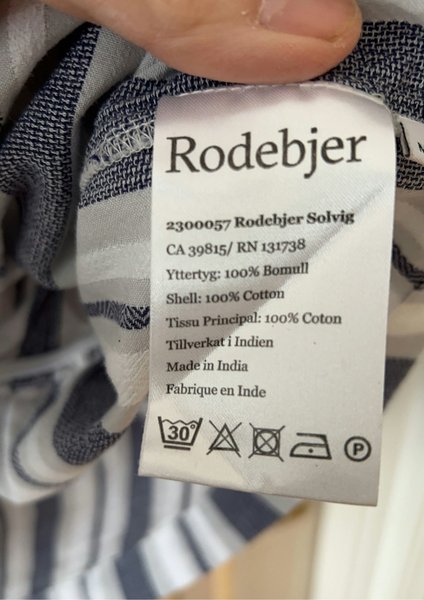 Rodebjer
2300057 Rodebjer Solvig
CA 39815/ RN 131738
Yttertyg: 100% Bomull
Shell: 100% Cotton
Tissu Principal: 100% Coton
Tillverkat i Indien
Made in India
Fabrique en Inde
30° P